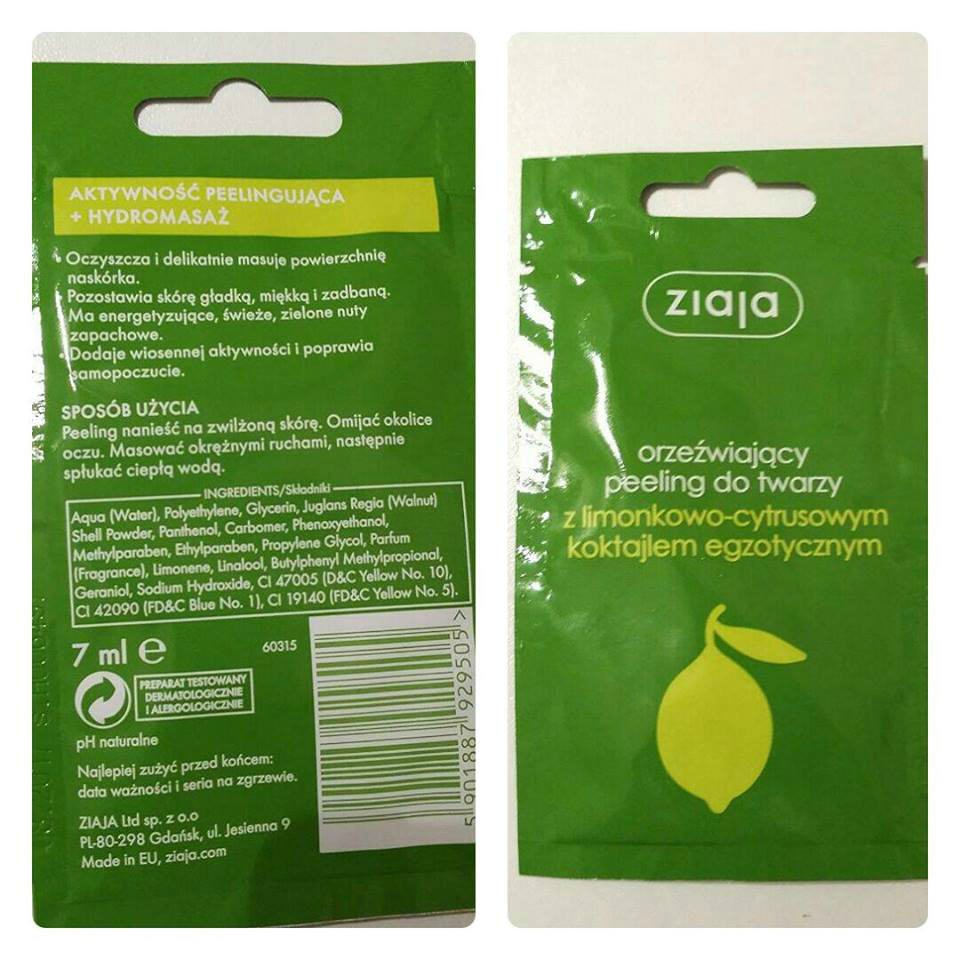 AKTYWNOŚĆ PEELINGUJĄCA
+ HYDROMASAŻ
• Oczyszcza i delikatnie masuje powierzchnię
naskórka.
Pozostawia skórę gładką, miękką i zadbaną.
Ma energetyzujące, świeże, zielone nuty
zapachowe.
• Dodaje wiosennej aktywności i poprawia
samopoczucie.
SPOSÓB UŻYCIA
Peeling nanieść na zwilżoną skórę. Omijać okolice
oczu. Masować okrężnymi ruchami, następnie
spłukać ciepłą wodą.
INGREDIENTS/Składniki
Aqua (Water), Polyethylene, Glycerin, Juglans Regia (Walnut)
Shell Powder, Panthenol, Carbomer, Phenoxyethanol,
Methylparaben, Ethylparaben, Propylene Glycol, Parfum
(Fragrance), Limonene, Linalool, Butylphenyl Methylpropional,
Geraniol, Sodium Hydroxide, CI 47005 (D&C Yellow No. 10),
CI 42090 (FD&C Blue No. 1), CI 19140 (FD&C Yellow No. 5).
7 ml e
60315
PREPARAT TESTOWANY
DERMATOLOGICZNIE
I ALERGOLOGICZNIE
pH naturalne
Najlepiej zużyć przed końcem:
data ważności i seria na zgrzewie.
ZIAJA Ltd sp. z o.o
PL-80-298 Gdańsk, ul. Jesienna 9
Made in EU, ziaja.com
5 901887 929505 >
ziaja
orzeźwiający
peeling do twarzy
z limonkowo-cytrusowym
koktajlem egzotycznym